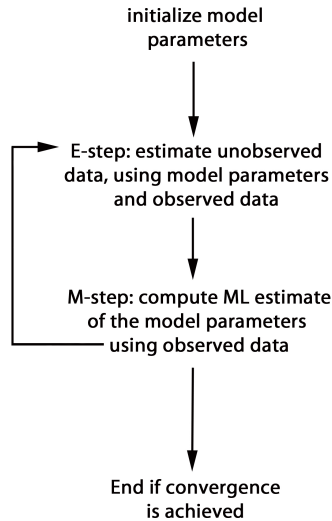 initialize model
parameters
E-step: estimate unobserved
data, using model parameters
and observed data
M-step: compute ML estimate
of the model parameters
using observed data
End if convergence
is achieved